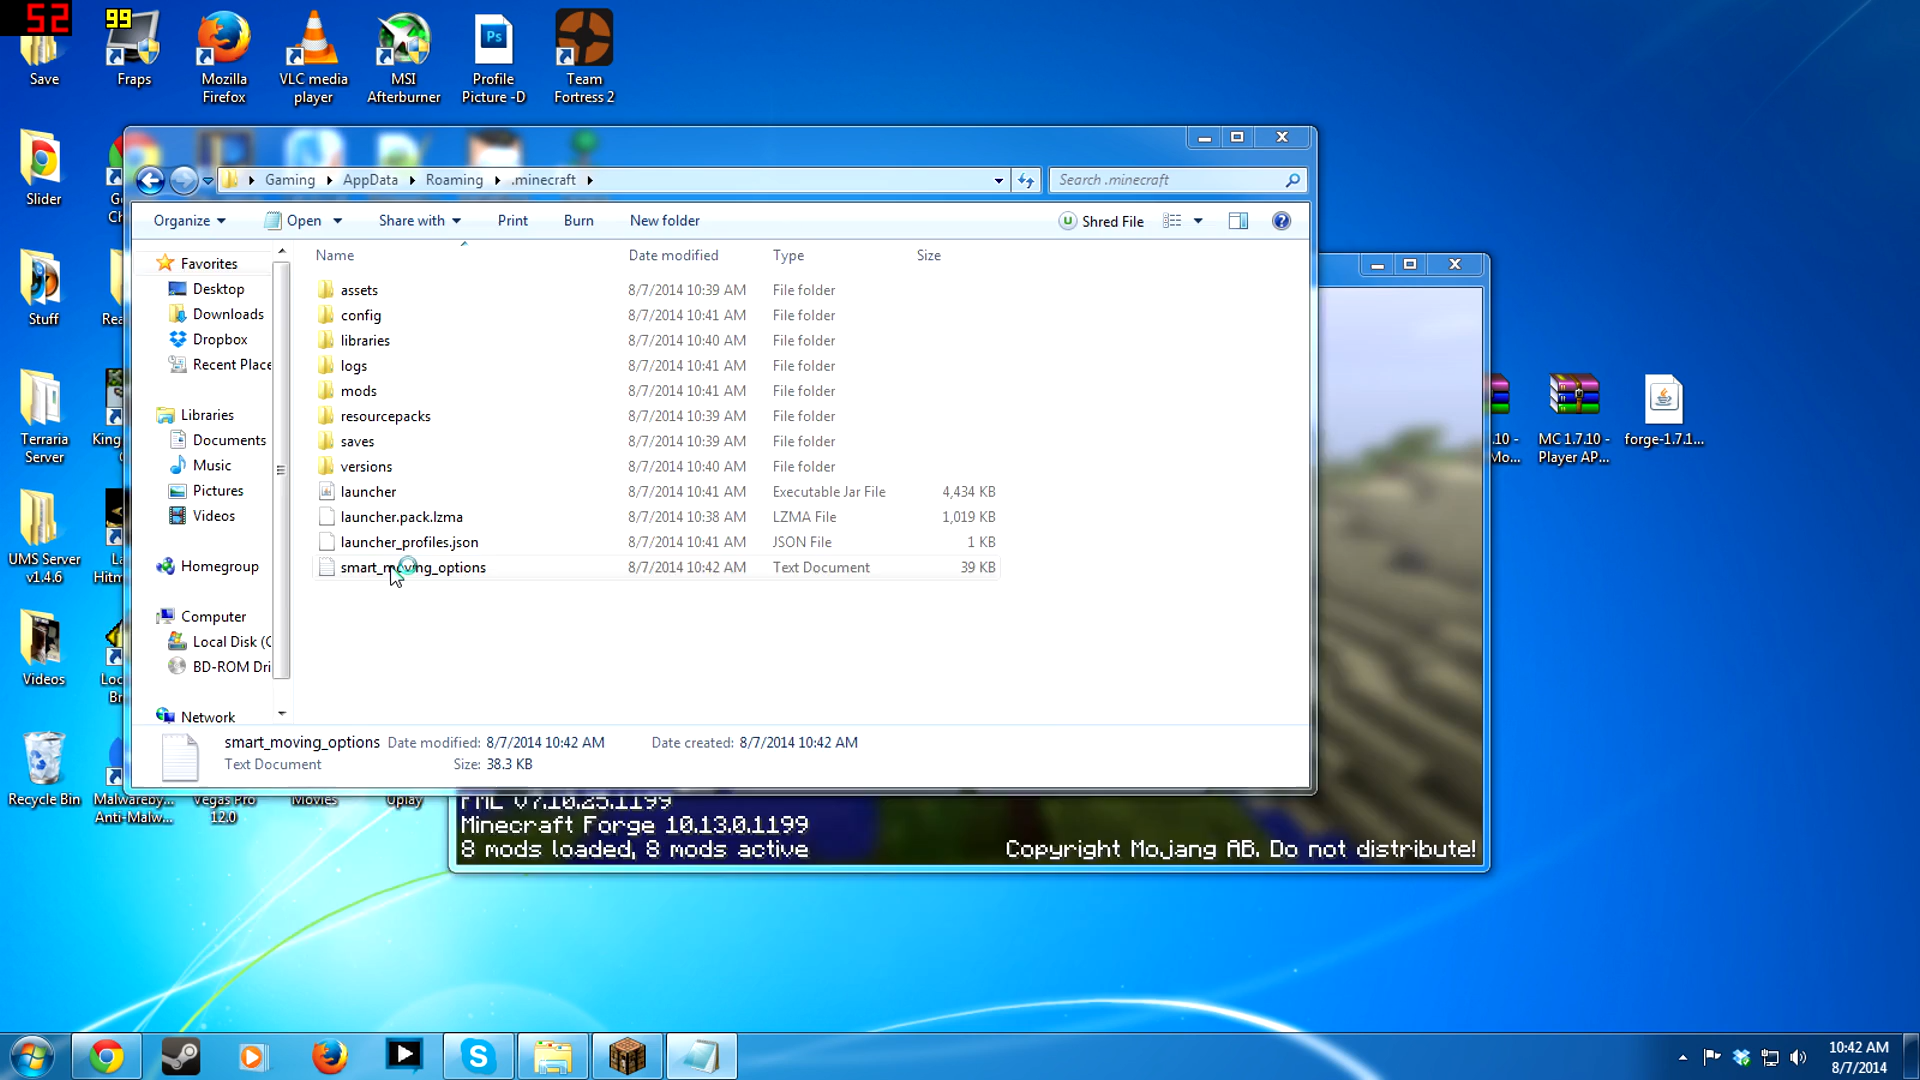 52
99
Save
Fraps
Mozilla
Firefox
VLC media
player
MSI
Afterburner
Ps
Profile
Picture -D
Team
Fortress 2
Slider
Stuff
Terraria
Server
UMS Server
v1.4.6
Videos
Recycle Bin
Malwareby...
Anti-Malw...
Vegas Pro
12.0
Movies
Uplay
Gaming
AppData
Roaming
.minecraft
Search .minecraft
Organize
Open
Share with
Print
Burn
New folder
Shred File
Favorites
Desktop
Downloads
Dropbox
Recent Place
Libraries
Documents
Music
Pictures
Videos
Homegroup
Computer
Local Disk (C
BD-ROM Dri
Network
Name Date modified Type Size
assets 8/7/2014 10:39 AM File folder
config 8/7/2014 10:41 AM File folder
libraries 8/7/2014 10:40 AM File folder
logs 8/7/2014 10:41 AM File folder
mods 8/7/2014 10:41 AM File folder
resourcepacks 8/7/2014 10:39 AM File folder
saves 8/7/2014 10:39 AM File folder
versions 8/7/2014 10:40 AM File folder
launcher 8/7/2014 10:41 AM Executable Jar File 4,434 KB
launcher.pack.lzma 8/7/2014 10:38 AM LZMA File 1,019 KB
launcher_profiles.json 8/7/2014 10:41 AM JSON File 1 KB
smart_moving_options 8/7/2014 10:42 AM Text Document 39 KB
smart_moving_options Date modified: 8/7/2014 10:42 AM Date created: 8/7/2014 10:42 AM
Text Document Size: 38.3 KB
FML v7.10.25.1199
Minecraft Forge 10.13.0.1199
8 mods loaded, 8 mods active
Copyright Mojang AB. Do not distribute!
.10 -
Mo...
MC 1.7.10 -
Player AP...
forge-1.7.1...
10:42 AM
8/7/2014